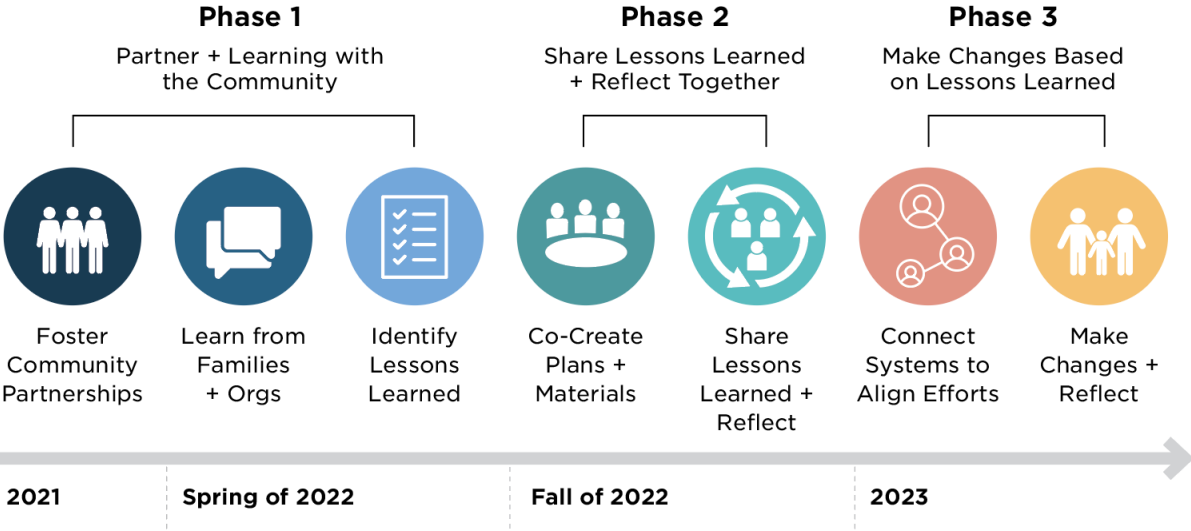 Phase 1
Partner + Learning with
the Community
Phase 2
Share Lessons Learned
+ Reflect Together
Phase 3
Make Changes Based
on Lessons Learned
Foster
Community
Partnerships
Learn from
Families
+ Orgs
Identify
Lessons
Learned
Co-Create
Plans +
Materials
Share
Lessons
Learned +
Reflect
Connect
Systems to
Align Efforts
Make
Changes +
Reflect
2021
Spring of 2022
Fall of 2022
2023